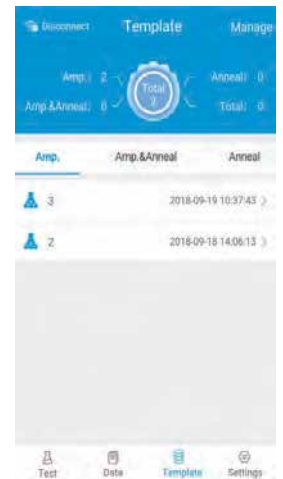 Disconnect Template Manage
Amp.: 2 Anneal: 0
Total
2
Amp.&Anneal: 0 Total: 0
Amp. Amp.&Anneal Anneal
3 2018-09-19 10:37:43
2 2018-09-18 14:06:13
Test Data Template Settings